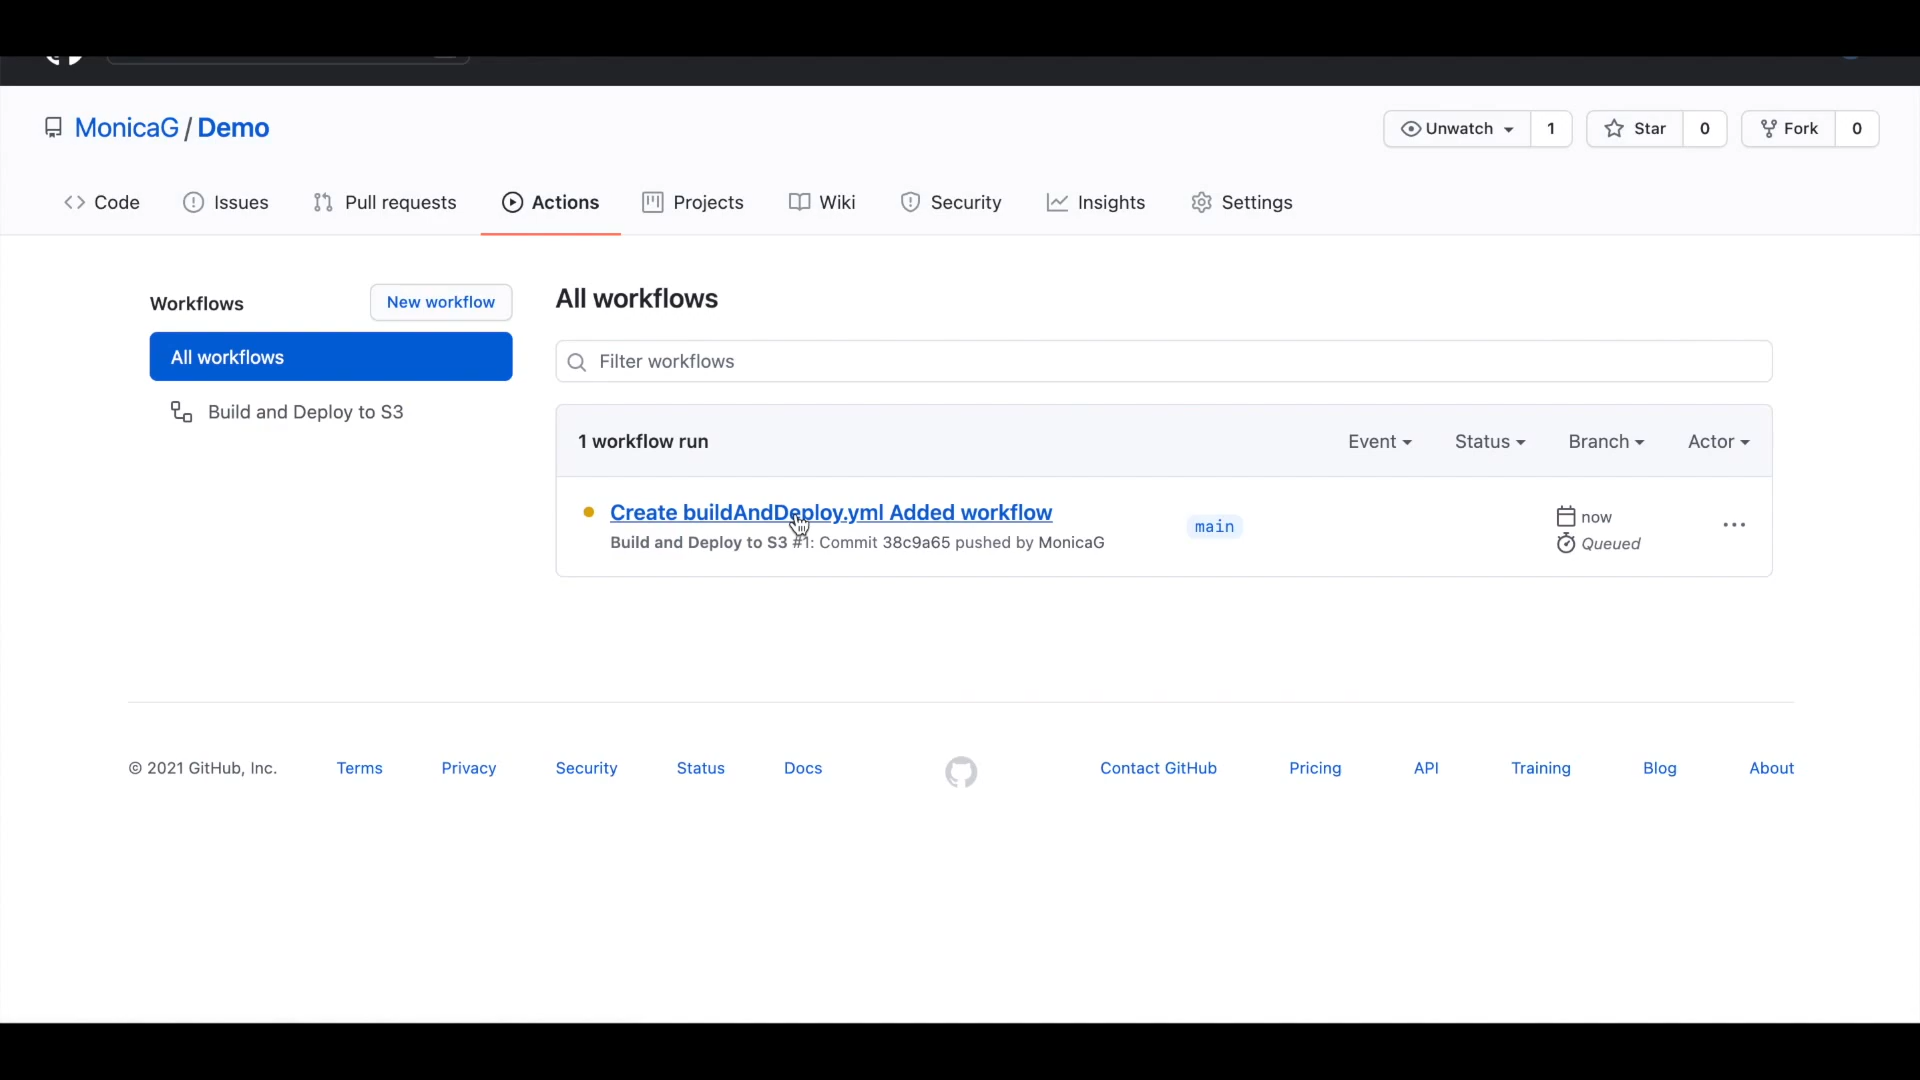 MonicaG / Demo
Unwatch 1
Star 0
Fork 0
Code
Issues
Pull requests
Actions
Projects
Wiki
Security
Insights
Settings
Workflows
New workflow
All workflows
Build and Deploy to S3
All workflows
Filter workflows
1 workflow run
Event
Status
Branch
Actor
Create buildAndDeploy.yml Added workflow
Build and Deploy to S3 #1: Commit 38c9a65 pushed by MonicaG
main
now
Queued
© 2021 GitHub, Inc.
Terms
Privacy
Security
Status
Docs
Contact GitHub
Pricing
API
Training
Blog
About